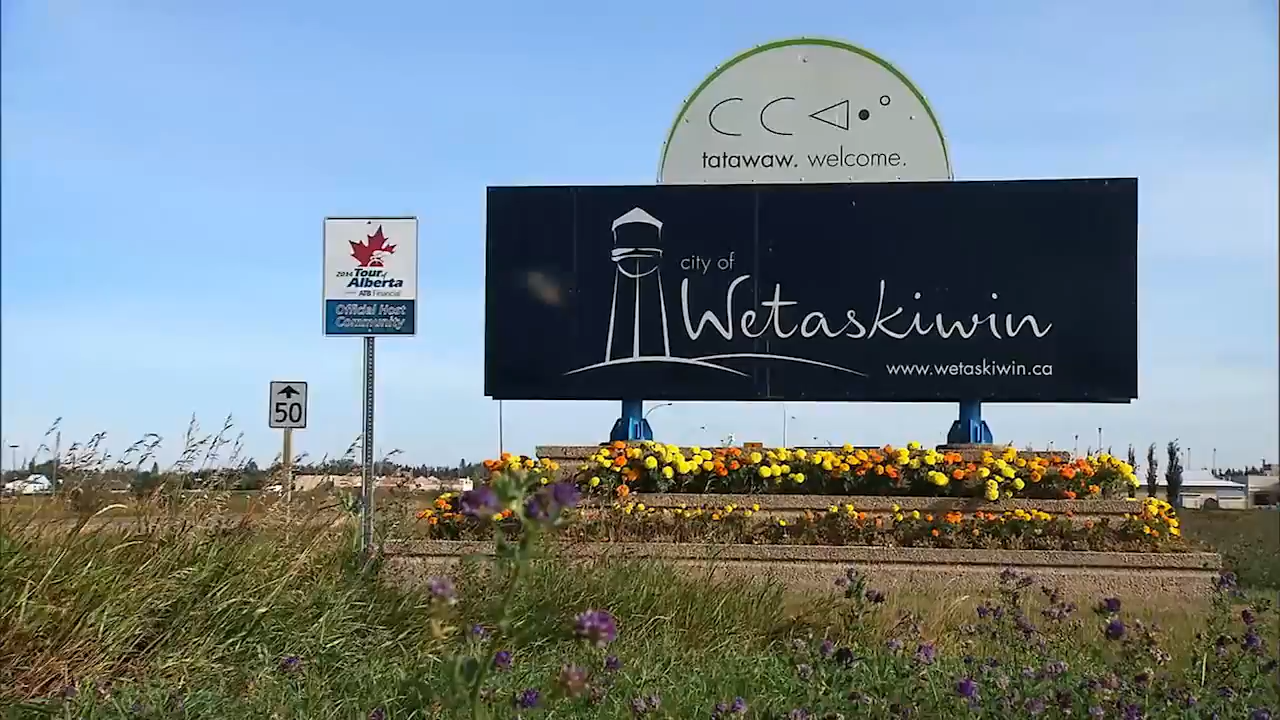 ᑕᑕᐘᐤ
tatawaw. welcome.
city of
Wetaskiwin
www.wetaskiwin.ca
2014 Tour of
Alberta
ATB Financial
Official Host
Community
50